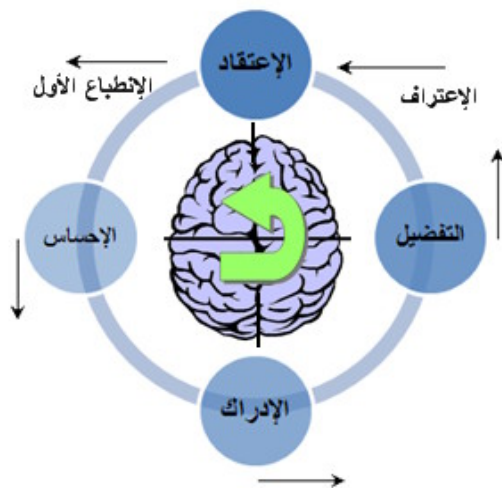 الإعتقاد
الإنطباع الأول
الإعتراف
التفضيل
الإحساس
الإدراك